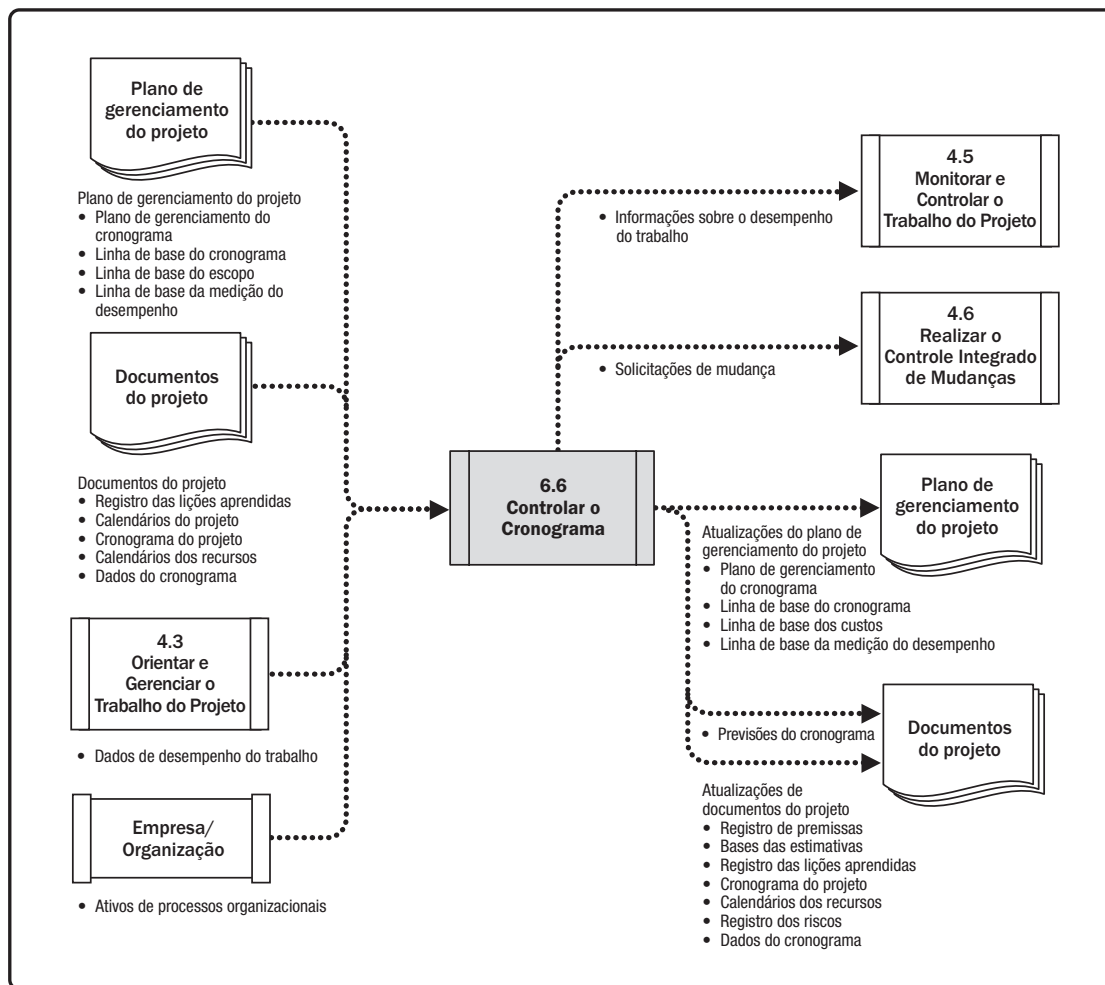 Plano de
gerenciamento
do projeto
Plano de gerenciamento do projeto
• Plano de gerenciamento do
cronograma
• Linha de base do cronograma
• Linha de base do escopo
• Linha de base da medição do
desempenho
Documentos
do projeto
Documentos do projeto
• Registro das lições aprendidas
• Calendários do projeto
• Cronograma do projeto
• Calendários dos recursos
• Dados do cronograma
4.3
Orientar e
Gerenciar o
Trabalho do Projeto
• Dados de desempenho do trabalho
Empresa/
Organização
• Ativos de processos organizacionais
6.6
Controlar o
Cronograma
• Informações sobre o desempenho
do trabalho
4.5
Monitorar e
Controlar o
Trabalho do Projeto
• Solicitações de mudança
4.6
Realizar o
Controle Integrado
de Mudanças
Plano de
gerenciamento
do projeto
Atualizações do plano de
gerenciamento do projeto
• Plano de gerenciamento
do cronograma
• Linha de base do cronograma
• Linha de base dos custos
• Linha de base da medição do desempenho
• Previsões do cronograma
Documentos
do projeto
Atualizações de
documentos do projeto
• Registro de premissas
• Bases das estimativas
• Registro das lições aprendidas
• Cronograma do projeto
• Calendários dos recursos
• Registro dos riscos
• Dados do cronograma